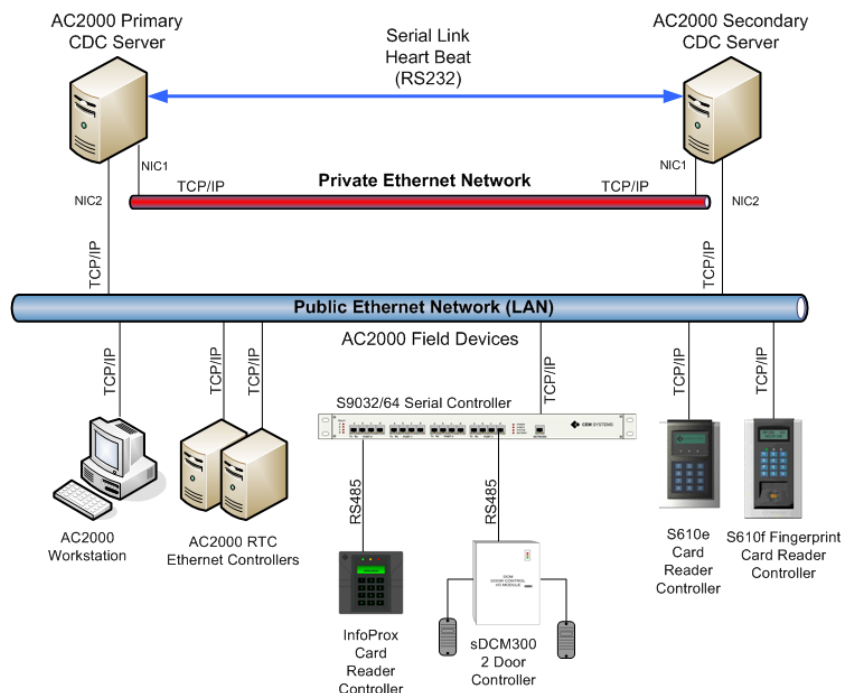 AC2000 Primary
CDC Server
Serial Link
Heart Beat
(RS232)
AC2000 Secondary
CDC Server
NIC1
NIC1
TCP/IP
Private Ethernet Network
TCP/IP
NIC2
NIC2
TCP/IP
TCP/IP
Public Ethernet Network (LAN)
AC2000 Field Devices
TCP/IP
TCP/IP
TCP/IP
TCP/IP
TCP/IP
TCP/IP
S9032/64 Serial Controller
CEM SYSTEMS
RS485
RS485
AC2000
Workstation
AC2000 RTC
Ethernet Controllers
S610e
Card
Reader
Controller
S610f Fingerprint
Card Reader
Controller
DCM
DOOR CONTROL
I/O MODULE
InfoProx
Card
Reader
Controller
sDCM300
2 Door
Controller